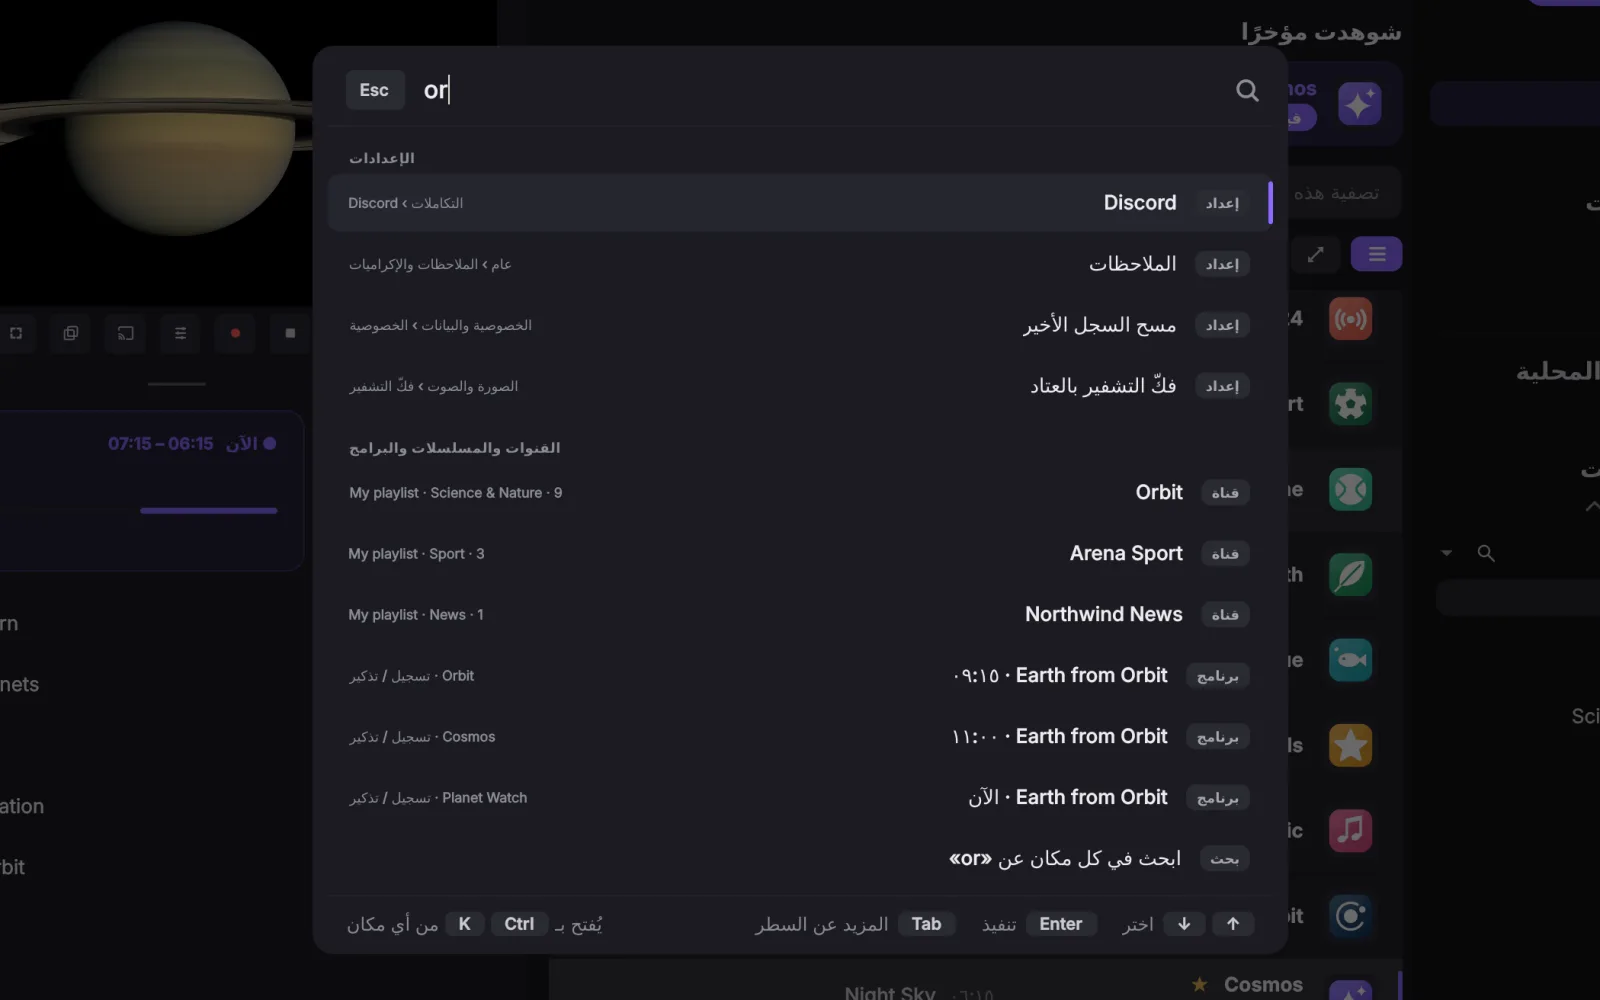 شوهدت مؤخرًا
or
Esc
تصفية هذه
الإعدادات
إعداد Discord التكاملات › Discord
إعداد الملاحظات عام › الملاحظات والإكراميات
إعداد مسح السجل الأخير الخصوصية والبيانات › الخصوصية
إعداد فكّ التشفير بالعتاد الصورة والصوت › فكّ التشفير
القنوات والمسلسلات والبرامج
قناة Orbit My playlist · Science & Nature · 9
قناة Arena Sport My playlist · Sport · 3
قناة Northwind News My playlist · News · 1
برنامج Earth from Orbit · ٠٩:١٥ Orbit · تسجيل / تذكير
برنامج Earth from Orbit · ١١:٠٠ Cosmos · تسجيل / تذكير
برنامج Earth from Orbit · الآن Planet Watch · تسجيل / تذكير
بحث ابحث في كل مكان عن «or»
↑ ↓ اختر Enter تنفيذ Tab المزيد عن السطر يُفتح بـ Ctrl K من أي مكان
المحلية
الآن 06:15 – 07:15
Cosmos ★
Night Sky ٠٦:١٥